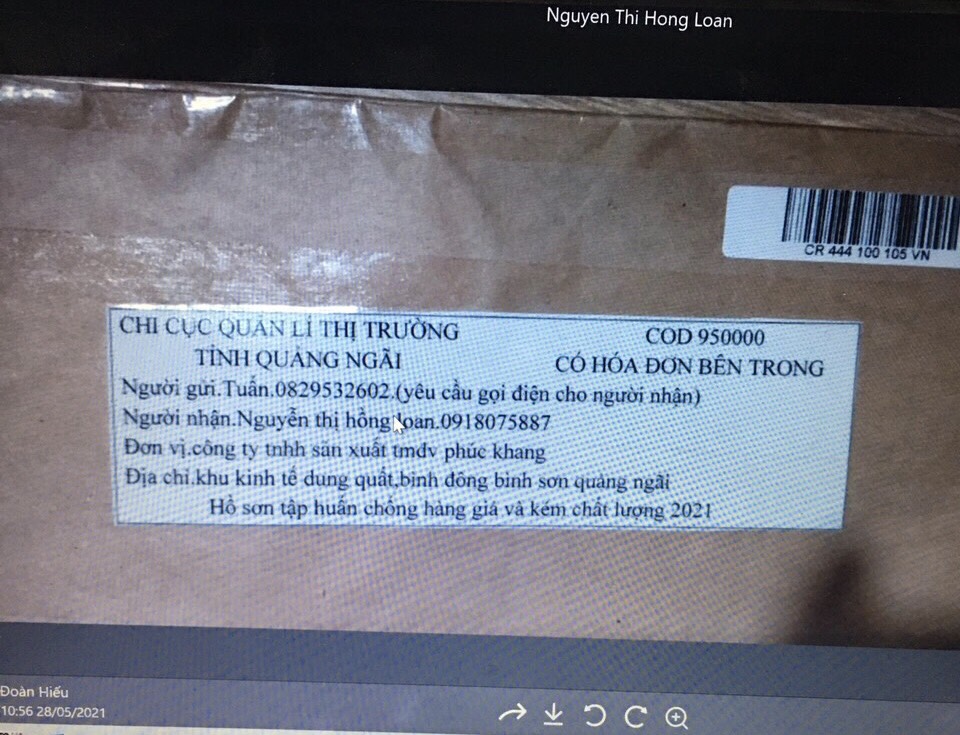 Nguyen Thi Hong Loan
CR 444 100 105 VN
CHI CỤC QUẢN LÍ THỊ TRƯỜNG
TỈNH QUẢNG NGÃI
COD 950000
CÓ HÓA ĐƠN BÊN TRONG
Người gửi.Tuấn.0829532602.(yêu cầu gọi điện cho người nhận)
Người nhận.Nguyễn thị hồng loan.0918075887
Đơn vị.công ty tnhh sãn xuất tmdv phúc khang
Địa chỉ.khu kinh tế dung quất,bình đông bình sơn quảng ngãi
Hồ sơn tập huấn chống hàng giả và kém chất lượng 2021
Đoàn Hiếu
10:56 28/05/2021